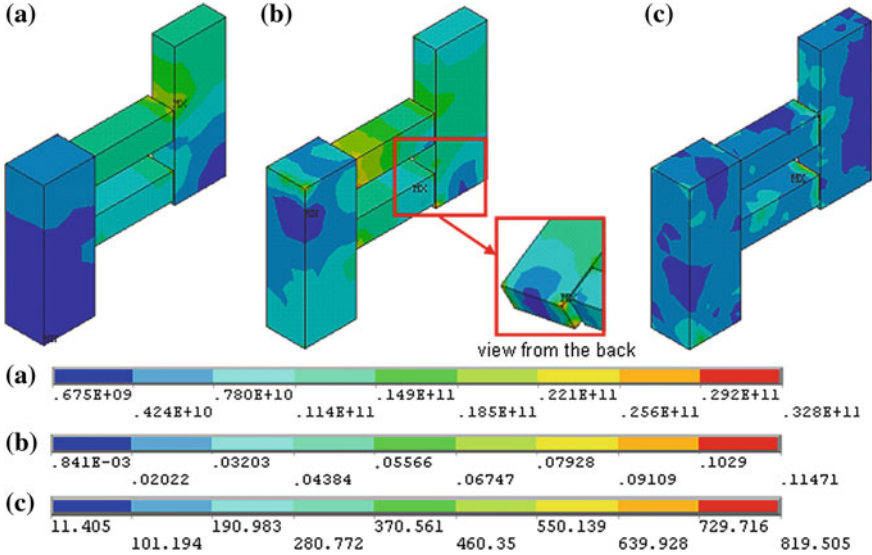 (a)
(b)
(c)
MX
MX
MX
MX
view from the back
(a)
.675E+09 .780E+10 .149E+11 .221E+11 .292E+11
.424E+10 .114E+11 .185E+11 .256E+11 .328E+11
(b)
.841E-03 .03203 .05566 .07928 .1029
.02022 .04384 .06747 .09109 .11471
(c)
11.405 190.983 370.561 550.139 729.716
101.194 280.772 460.35 639.928 819.505